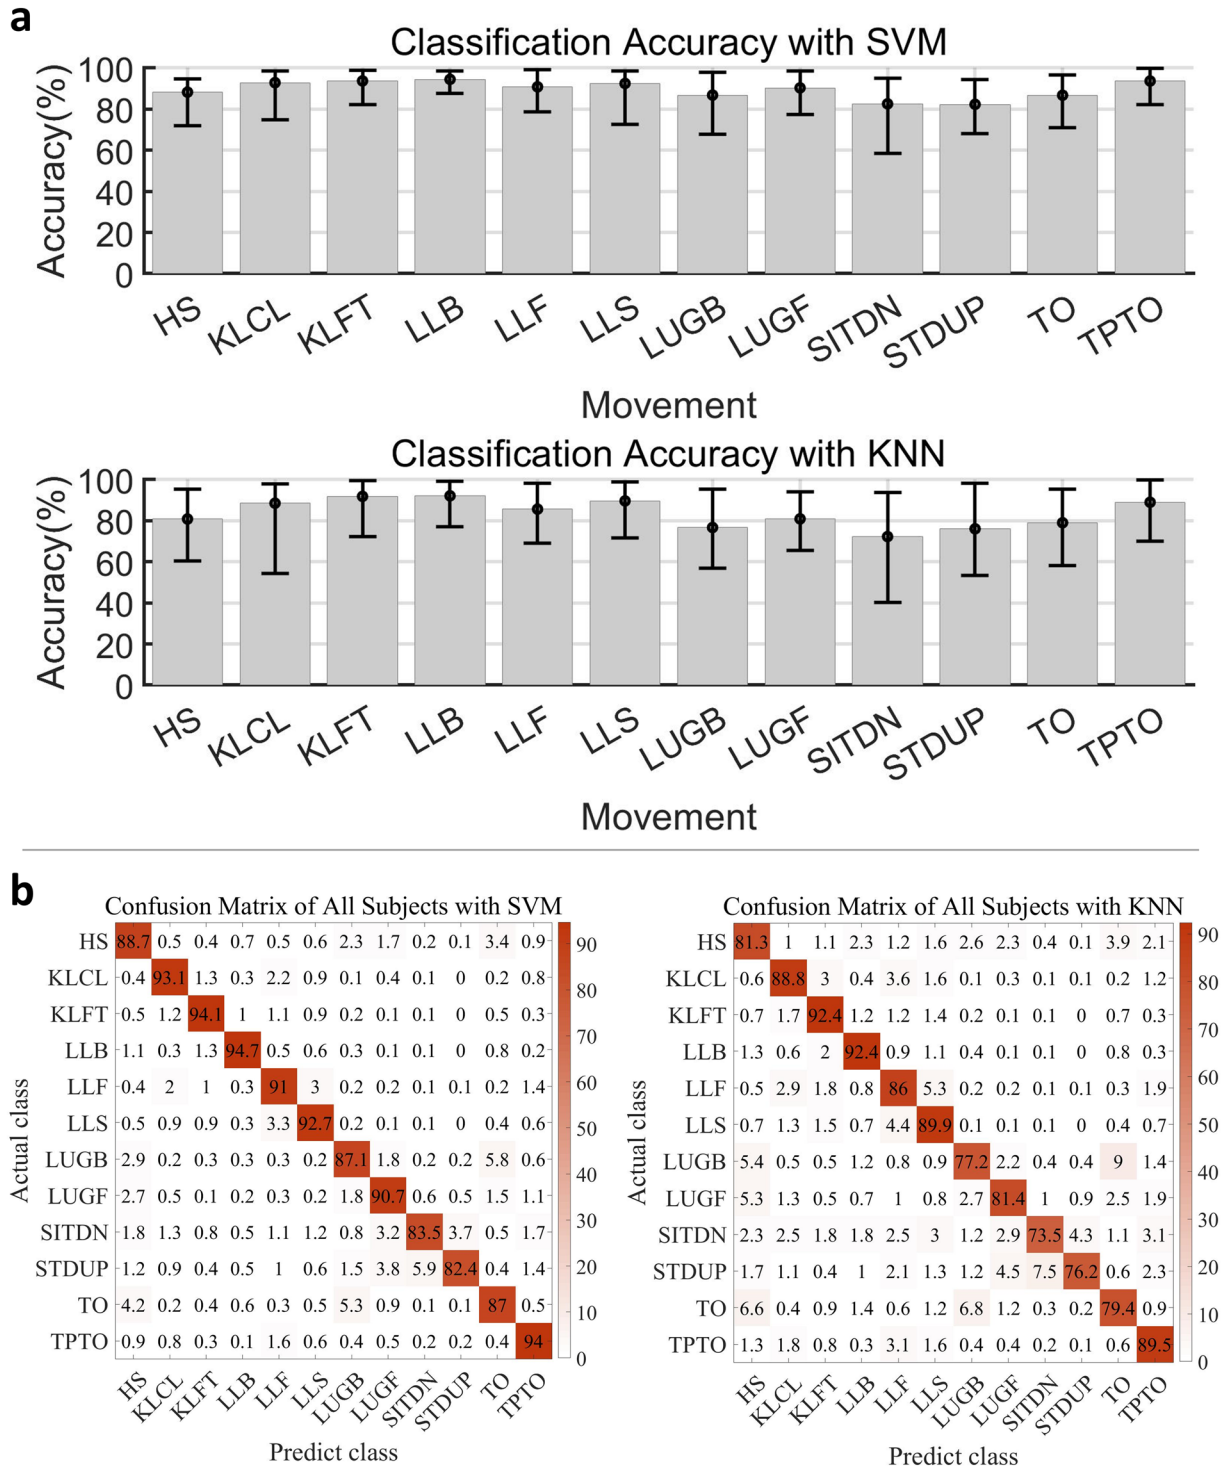 a
Classification Accuracy with SVM
Accuracy(%)
100
80
60
40
20
0
HS KLCL KLFT LLB LLF LLS LUGB LUGF SITDN STDUP TO TPTO
Movement
Classification Accuracy with KNN
Accuracy(%)
100
80
60
40
20
0
HS KLCL KLFT LLB LLF LLS LUGB LUGF SITDN STDUP TO TPTO
Movement
b
Confusion Matrix of All Subjects with SVM
Actual class
HS 88.7 0.5 0.4 0.7 0.5 0.6 2.3 1.7 0.2 0.1 3.4 0.9
KLCL 0.4 93.1 1.3 0.3 2.2 0.9 0.1 0.4 0.1 0 0.2 0.8
KLFT 0.5 1.2 94.1 1 1.1 0.9 0.2 0.1 0.1 0 0.5 0.3
LLB 1.1 0.3 1.3 94.7 0.5 0.6 0.3 0.1 0.1 0 0.8 0.2
LLF 0.4 2 1 0.3 91 3 0.2 0.2 0.1 0.1 0.2 1.4
LLS 0.5 0.9 0.9 0.3 3.3 92.7 0.2 0.1 0.1 0 0.4 0.6
LUGB 2.9 0.2 0.3 0.3 0.3 0.2 87.1 1.8 0.2 0.2 5.8 0.6
LUGF 2.7 0.5 0.1 0.2 0.3 0.2 1.8 90.7 0.6 0.5 1.5 1.1
SITDN 1.8 1.3 0.8 0.5 1.1 1.2 0.8 3.2 83.5 3.7 0.5 1.7
STDUP 1.2 0.9 0.4 0.5 1 0.6 1.5 3.8 5.9 82.4 0.4 1.4
TO 4.2 0.2 0.4 0.6 0.3 0.5 5.3 0.9 0.1 0.1 87 0.5
TPTO 0.9 0.8 0.3 0.1 1.6 0.6 0.4 0.5 0.2 0.2 0.4 94
HS KLCL KLFT LLB LLF LLS LUGB LUGF SITDN STDUP TO TPTO
Predict class
90
80
70
60
50
40
30
20
10
0
Confusion Matrix of All Subjects with KNN
Actual class
HS 81.3 1 1.1 2.3 1.2 1.6 2.6 2.3 0.4 0.1 3.9 2.1
KLCL 0.6 88.8 3 0.4 3.6 1.6 0.1 0.3 0.1 0.1 0.2 1.2
KLFT 0.7 1.7 92.4 1.2 1.2 1.4 0.2 0.1 0.1 0 0.7 0.3
LLB 1.3 0.6 2 92.4 0.9 1.1 0.4 0.1 0.1 0 0.8 0.3
LLF 0.5 2.9 1.8 0.8 86 5.3 0.2 0.2 0.1 0.1 0.3 1.9
LLS 0.7 1.3 1.5 0.8 4.4 89.9 0.1 0.1 0.1 0 0.4 0.7
LUGB 5.4 0.5 0.5 1.2 0.8 0.9 77.2 2.2 0.4 0.4 9 1.4
LUGF 5.3 1.3 0.5 0.7 1 0.8 2.7 81.4 1 0.9 2.5 1.9
SITDN 2.3 2.5 1.8 1.8 2.5 3 1.2 2.9 73.5 4.3 1.1 3.1
STDUP 1.7 1.1 0.4 1 2.1 1.3 1.2 4.5 7.5 76.2 0.6 2.3
TO 6.6 0.4 0.9 1.4 0.6 1.2 6.8 1.2 0.3 0.2 79.4 0.9
TPTO 1.3 1.8 0.8 0.3 3.1 1.6 0.4 0.4 0.2 0.1 0.6 89.5
HS KLCL KLFT LLB LLF LLS LUGB LUGF SITDN STDUP TO TPTO
Predict class
90
80
70
60
50
40
30
20
10
0